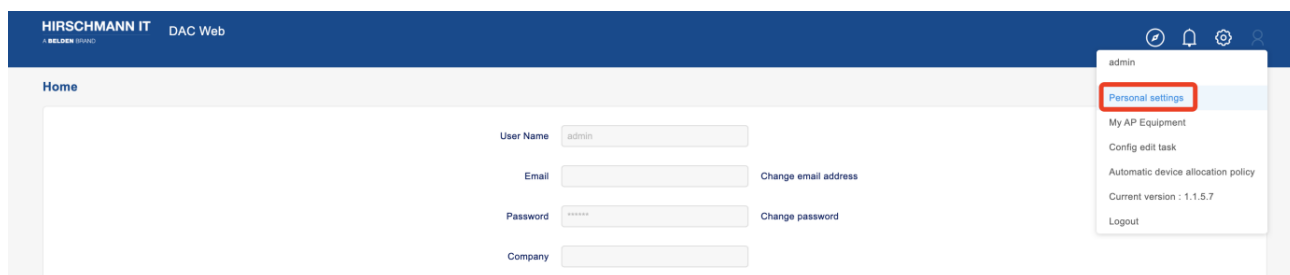 HIRSCHMANN IT
A BELDEN BRAND
DAC Web
admin
Home
Personal settings
My AP Equipment
User Name admin
Config edit task
Email Change email address
Automatic device allocation policy
Current version : 1.1.5.7
Password ****** Change password
Logout
Company